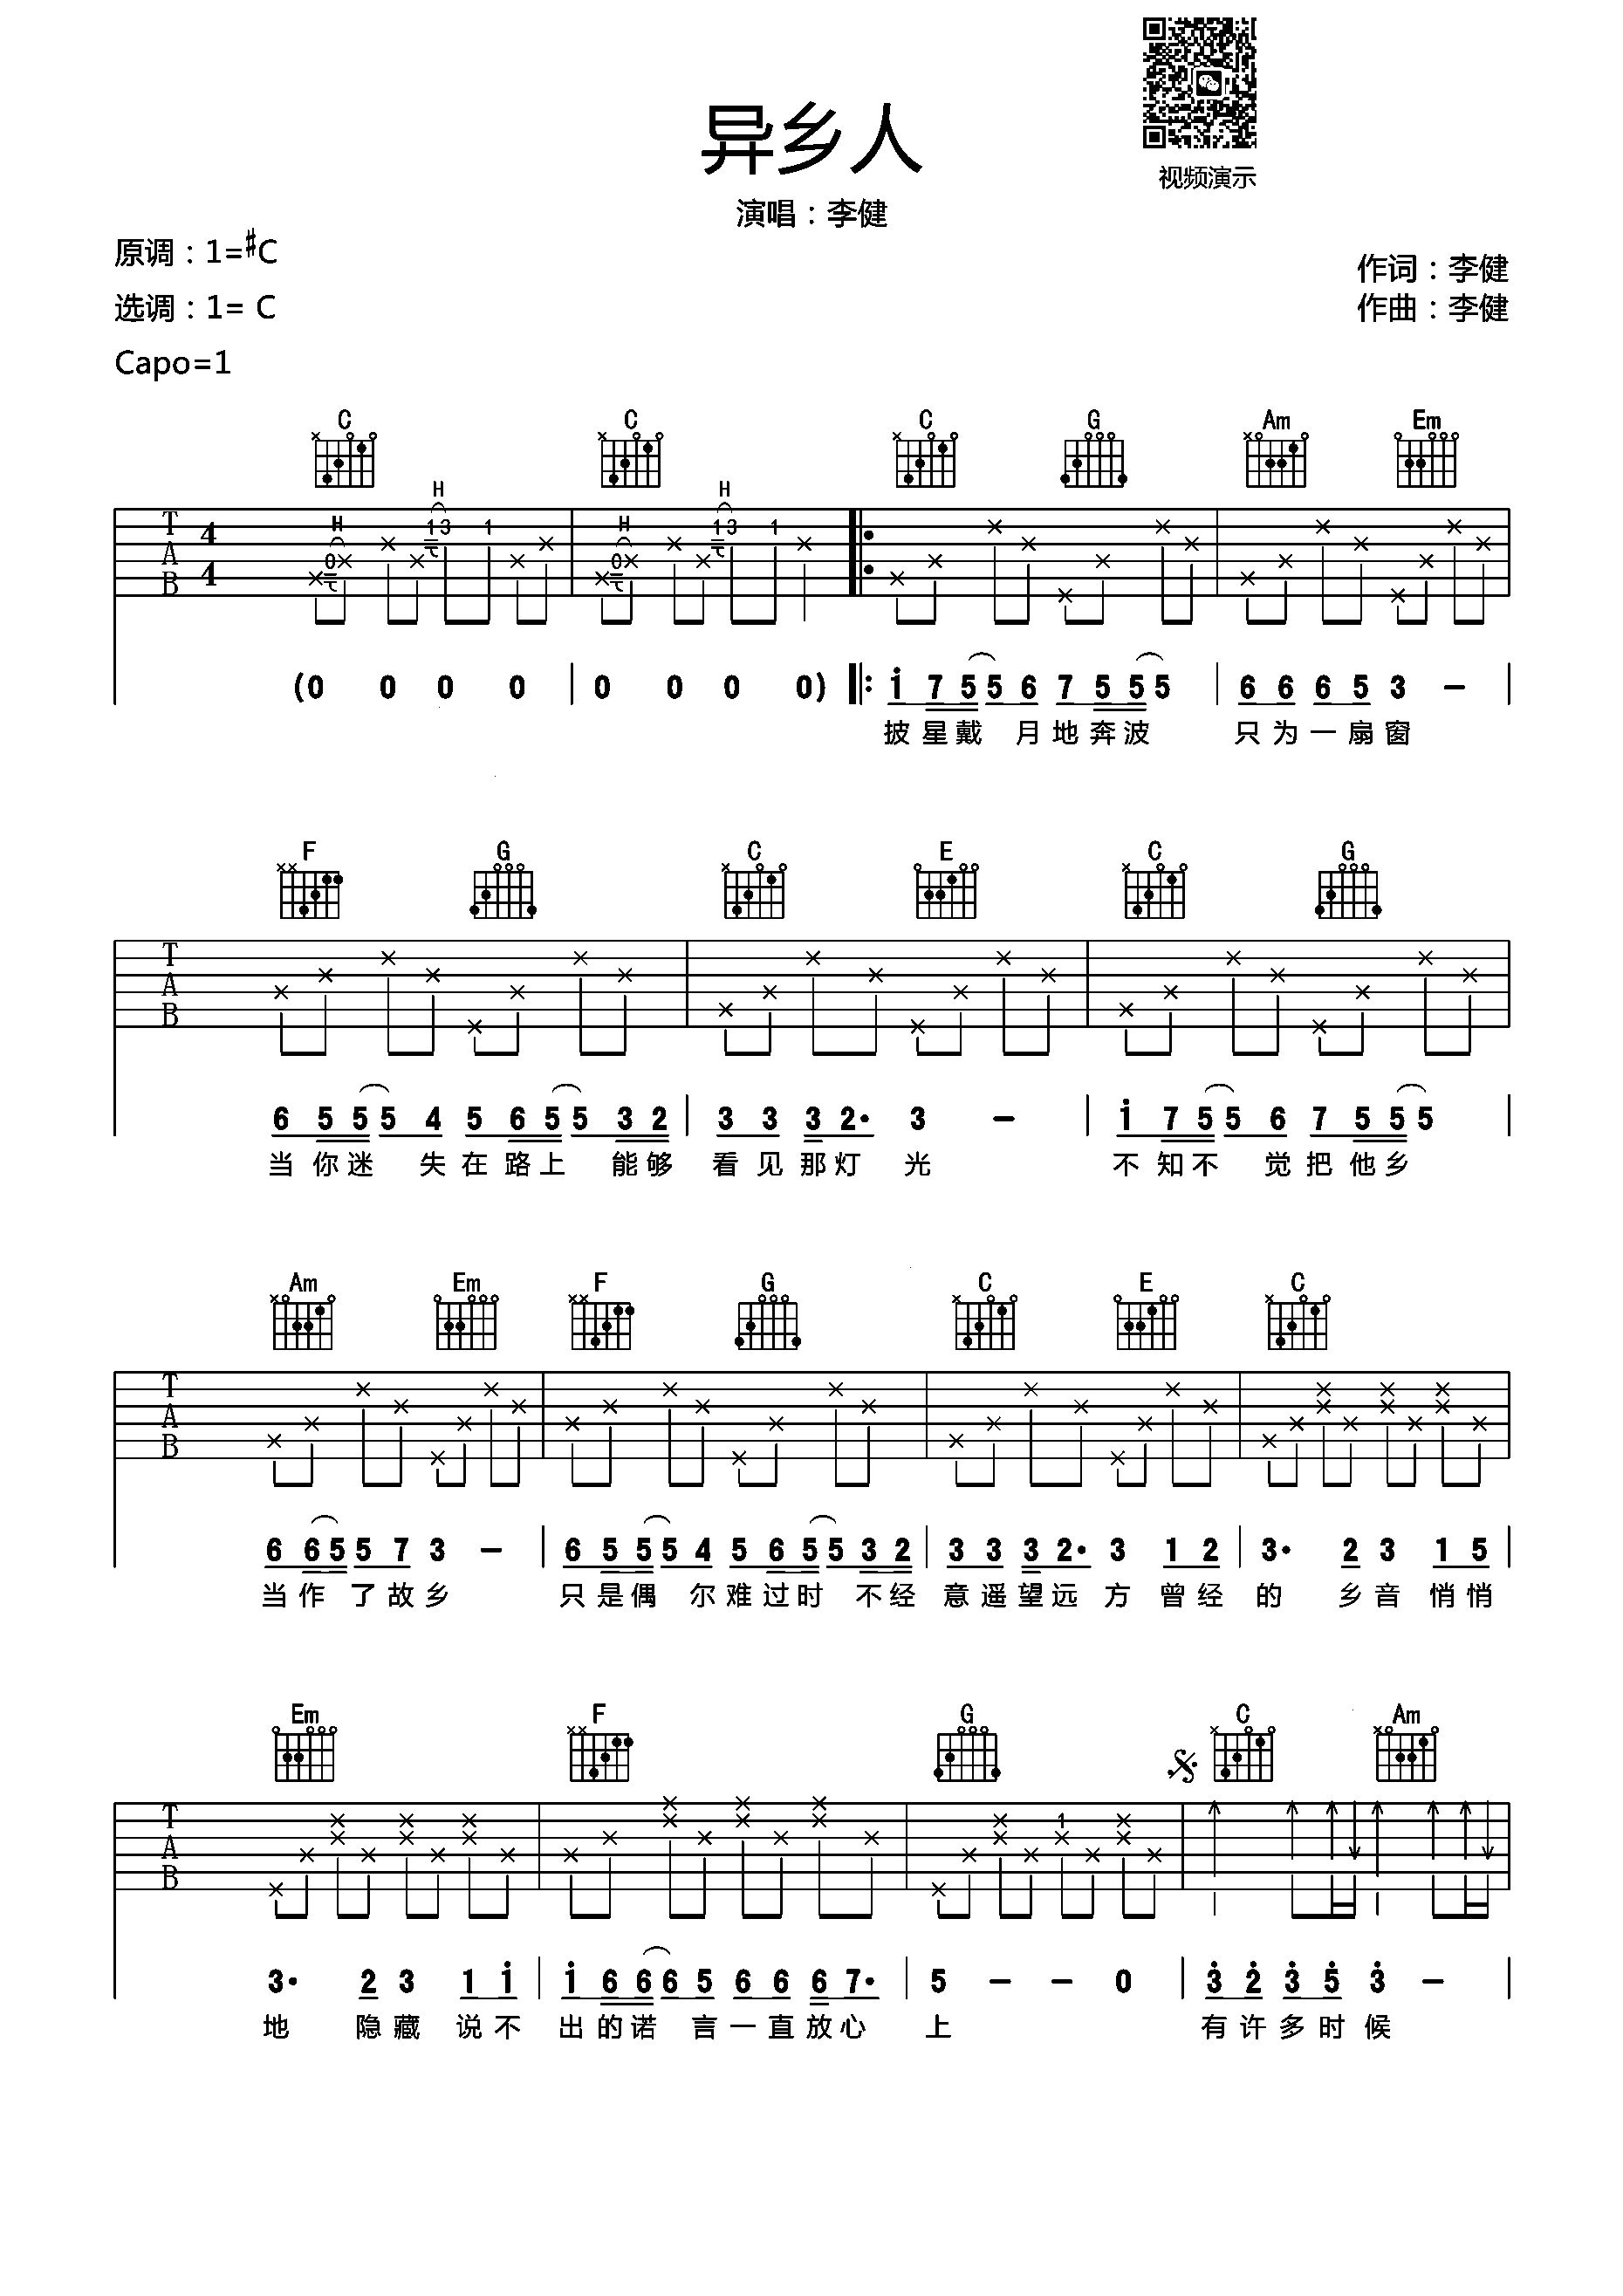 异乡人
视频演示
演唱：李健
原调：1=#C
作词：李健
选调：1= C
作曲：李健
Capo=1
C C C G Am Em
H H H H
T A B 4/4 0 1 3 1 0 1 3 1
(0 0 0 0 | 0 0 0 0) ‖: i 7 5 5 6 7 5 5 5 | 6 6 6 5 3 – |
披星戴 月地奔波 只为一扇窗
F G C E C G
T A B
6 5 5 5 4 5 6 5 5 3 2 | 3 3 3 2· 3 – | i 7 5 5 6 7 5 5 5 |
当你迷 失在路上 能够 看见那灯 光 不知不 觉把他乡
Am Em F G C E C
T A B
6 6 5 5 7 3 – | 6 5 5 5 4 5 6 5 5 3 2 | 3 3 3 2· 3 1 2 | 3· 2 3 1 5 |
当作 了故乡 只是偶 尔难过时 不经 意遥望远 方 曾经 的 乡音 悄悄
Em F G C Am
T A B 1
3· 2 3 1 i | i 6 6 6 5 6 6 6 7· | 5 – – 0 | 3̇ 2̇ 3̇ 5̇ 3̇ – |
地 隐藏 说不 出的诺 言一直放心 上 有许多时候